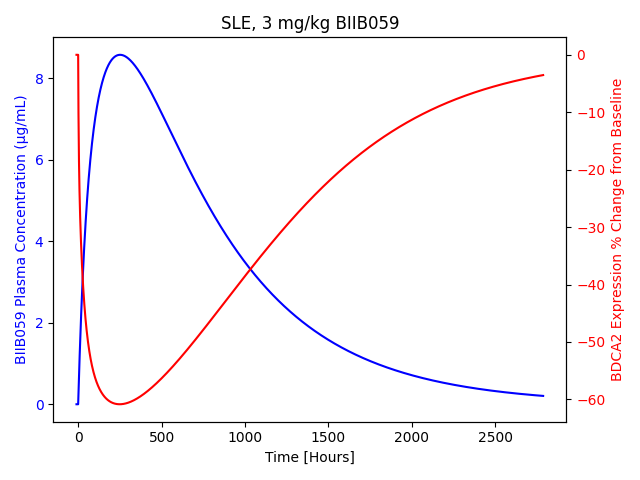 SLE, 3 mg/kg BIIB059
BIIB059 Plasma Concentration (μg/mL)
8
6
4
2
0
0
−10
−20
−30
−40
−50
−60
BDCA2 Expression % Change from Baseline
0 500 1000 1500 2000 2500
Time [Hours]